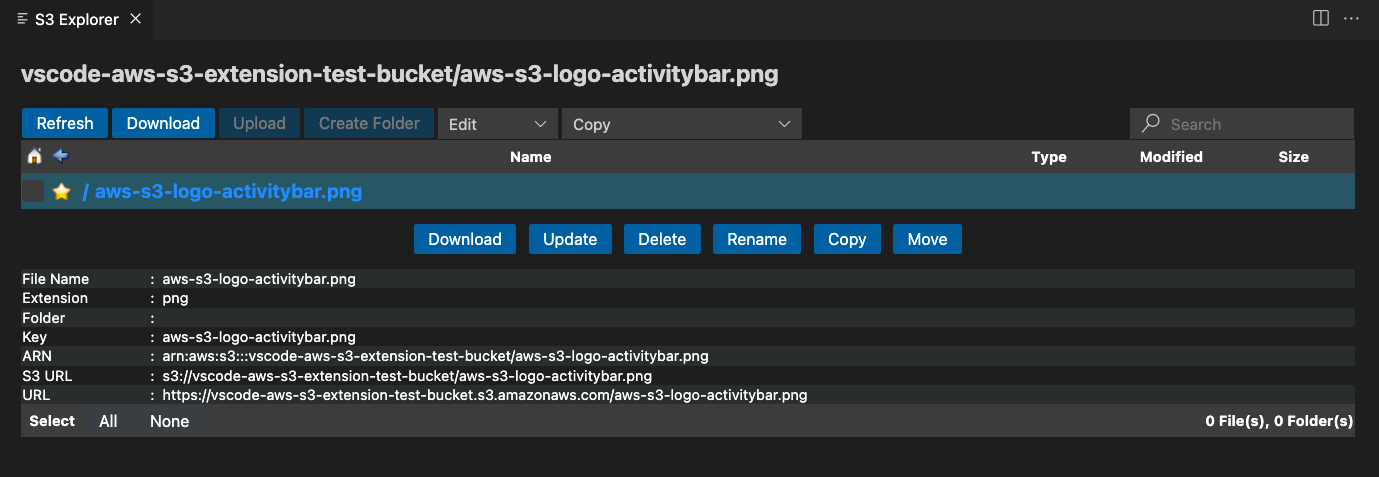 S3 Explorer
vscode-aws-s3-extension-test-bucket/aws-s3-logo-activitybar.png
Refresh Download Upload Create Folder Edit Copy Search
Name Type Modified Size
/ aws-s3-logo-activitybar.png
Download Update Delete Rename Copy Move
File Name : aws-s3-logo-activitybar.png
Extension : png
Folder :
Key : aws-s3-logo-activitybar.png
ARN : arn:aws:s3:::vscode-aws-s3-extension-test-bucket/aws-s3-logo-activitybar.png
S3 URL : s3://vscode-aws-s3-extension-test-bucket/aws-s3-logo-activitybar.png
URL : https://vscode-aws-s3-extension-test-bucket.s3.amazonaws.com/aws-s3-logo-activitybar.png
Select All None 0 File(s), 0 Folder(s)